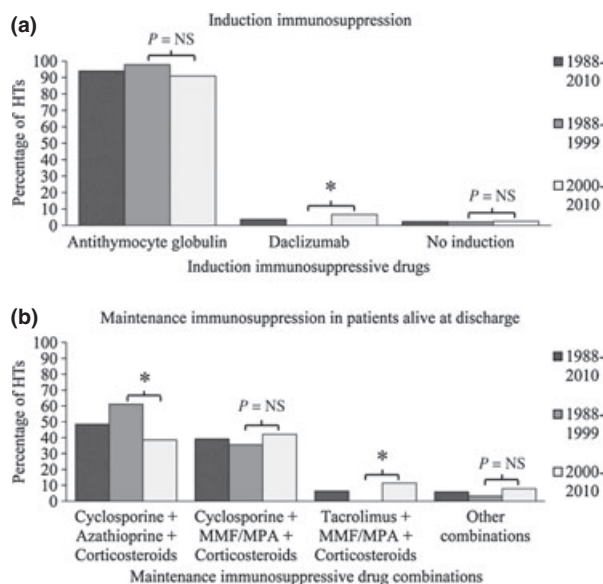 (a)
Induction immunosuppression
P = NS
100
90
80
70
60
50
40
30
20
10
0
Percentage of HTs
*
P = NS
Antithymocyte globulin
Daclizumab
No induction
Induction immunosuppressive drugs
1988-
2010
1988-
1999
2000-
2010
(b)
Maintenance immunosuppression in patients alive at discharge
100
90
80
70
60
50
40
30
20
10
0
Percentage of HTs
*
P = NS
*
P = NS
Cyclosporine +
Azathioprine +
Corticosteroids
Cyclosporine +
MMF/MPA +
Corticosteroids
Tacrolimus +
MMF/MPA +
Corticosteroids
Other
combinations
Maintenance immunosuppressive drug combinations
1988-
2010
1988-
1999
2000-
2010